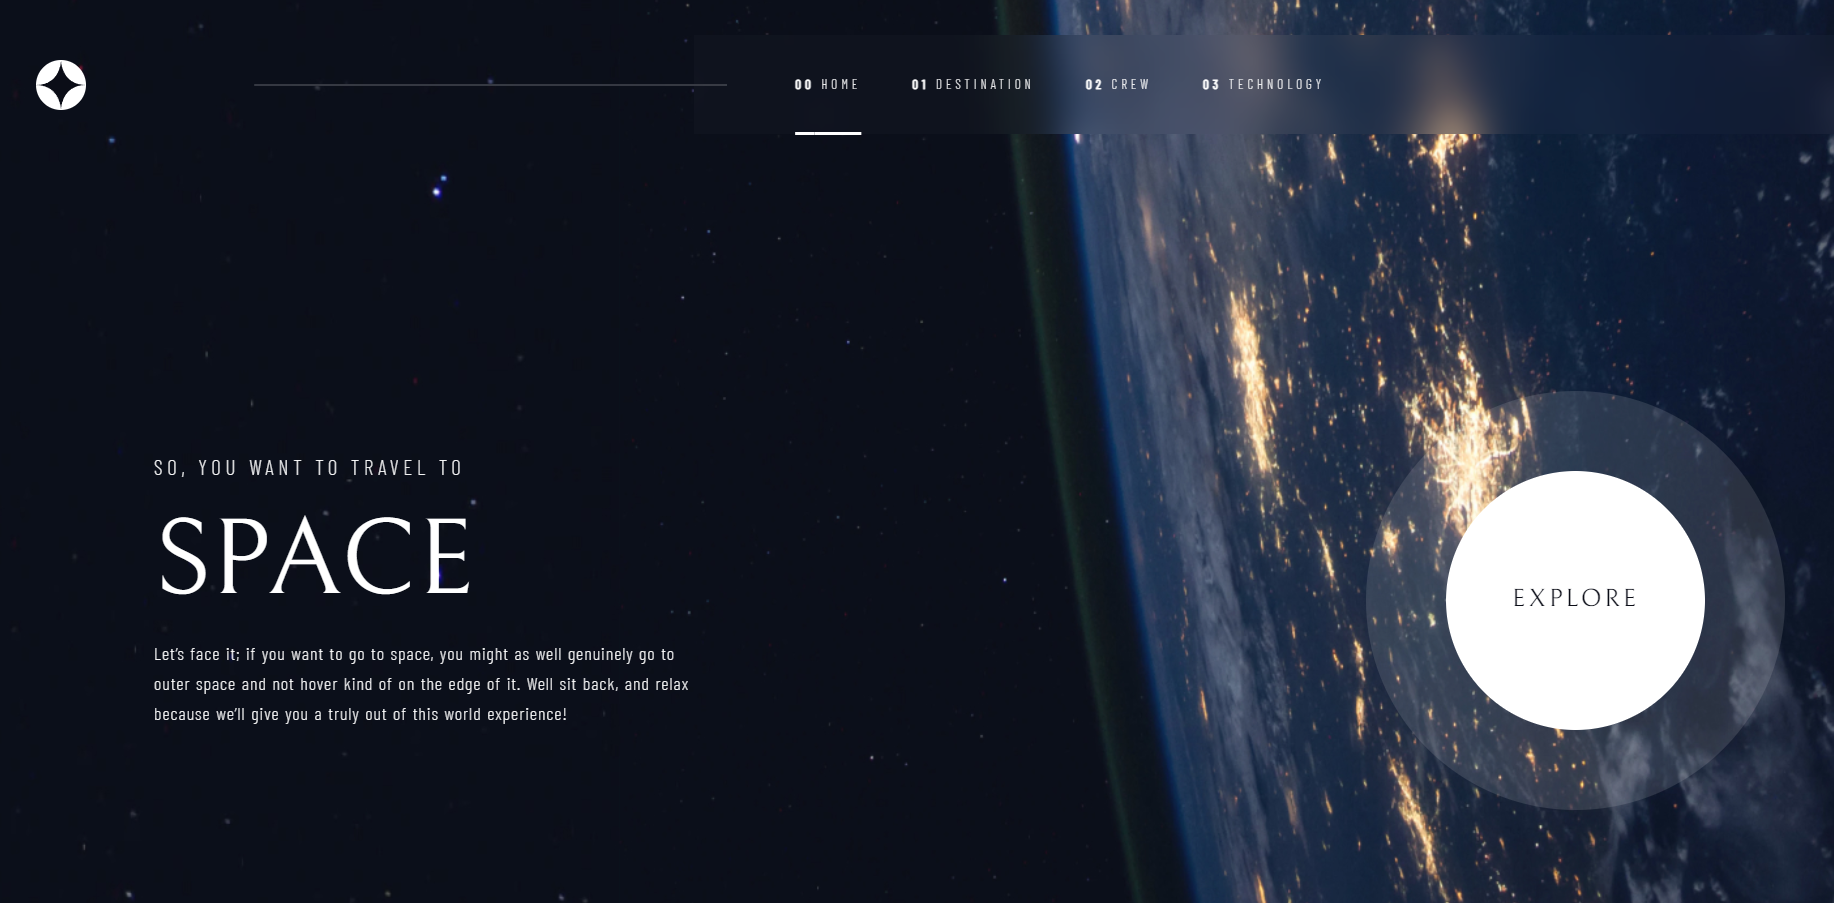 00 HOME 01 DESTINATION 02 CREW 03 TECHNOLOGY
SO, YOU WANT TO TRAVEL TO
SPACE
Let’s face it; if you want to go to space, you might as well genuinely go to
outer space and not hover kind of on the edge of it. Well sit back, and relax
because we’ll give you a truly out of this world experience!
EXPLORE